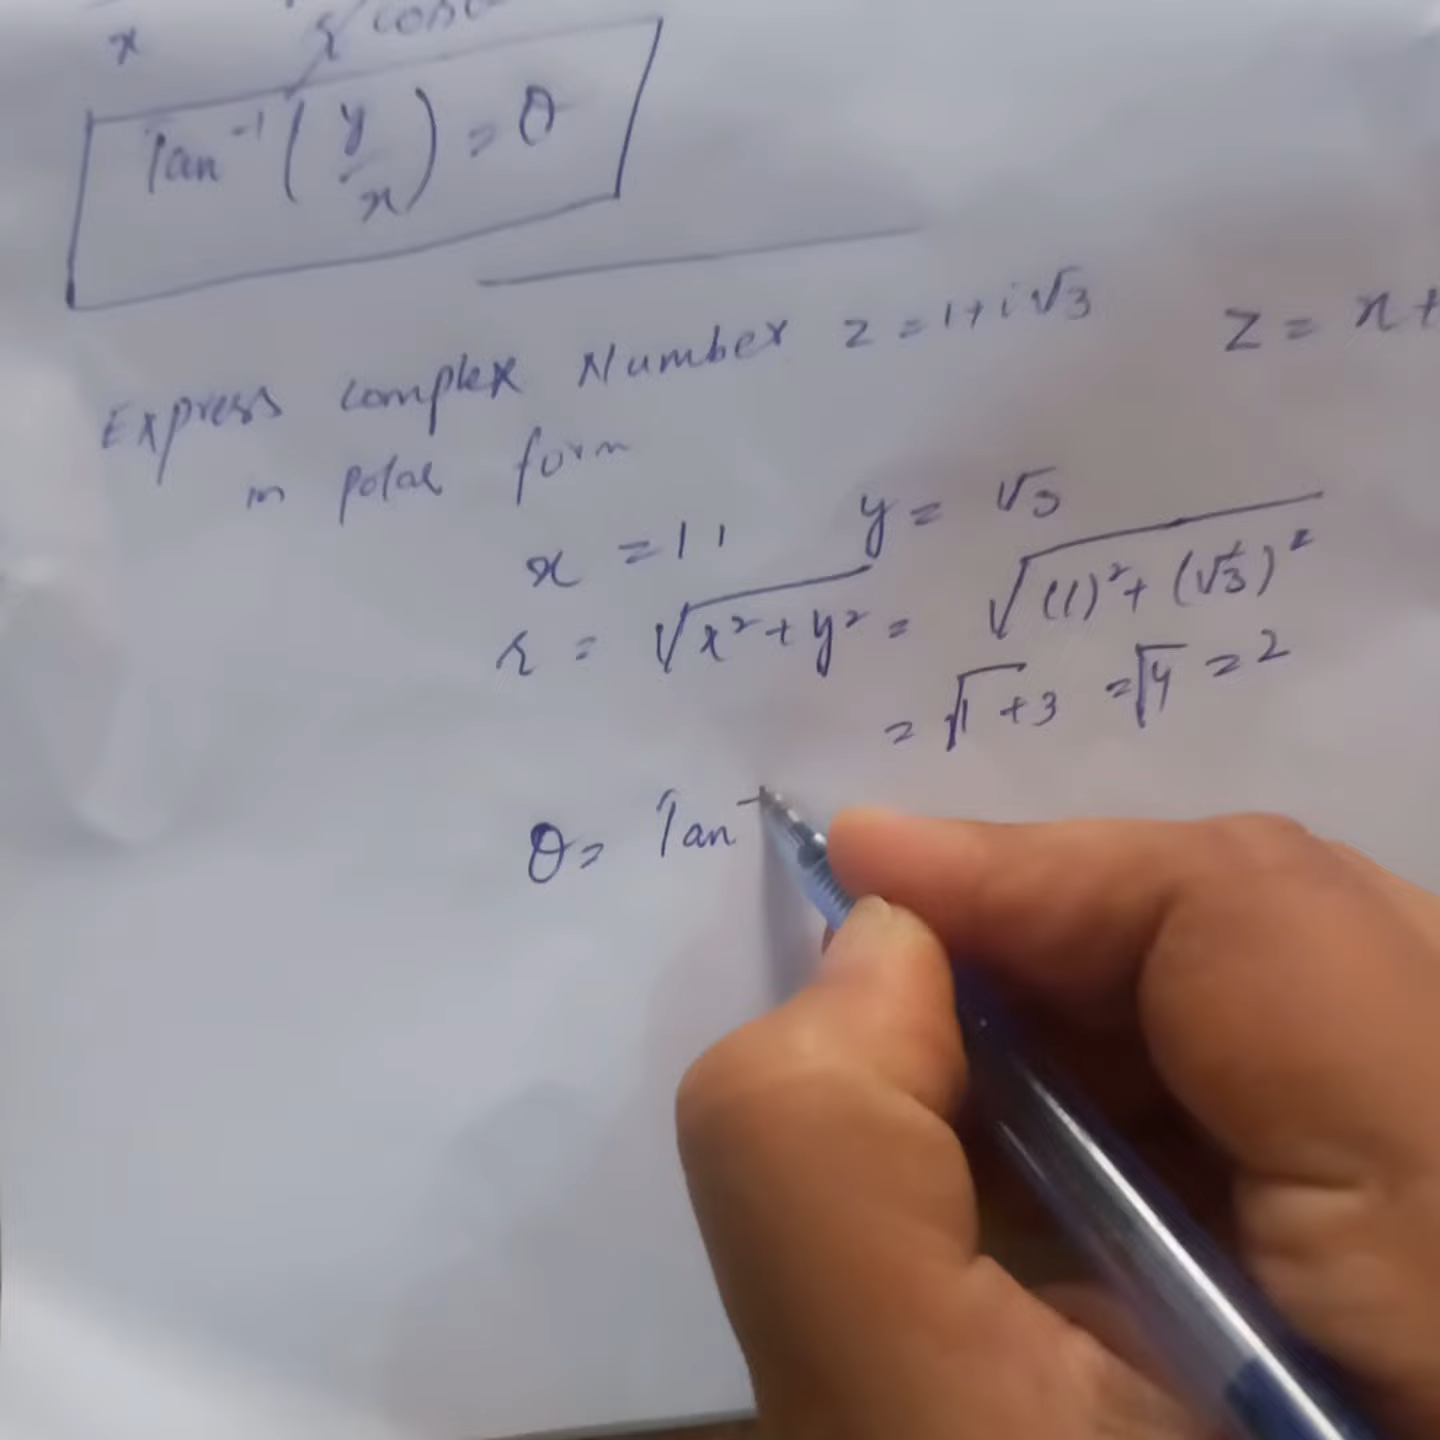 x
Tan⁻¹ (y/x) = θ
Express complex Number z = 1 + i√3 Z = x +
in polar form
x = 1, y = √3
r = √x² + y² = √(1)² + (√3)²
= √1 + 3 = √4 = 2
θ = Tan⁻